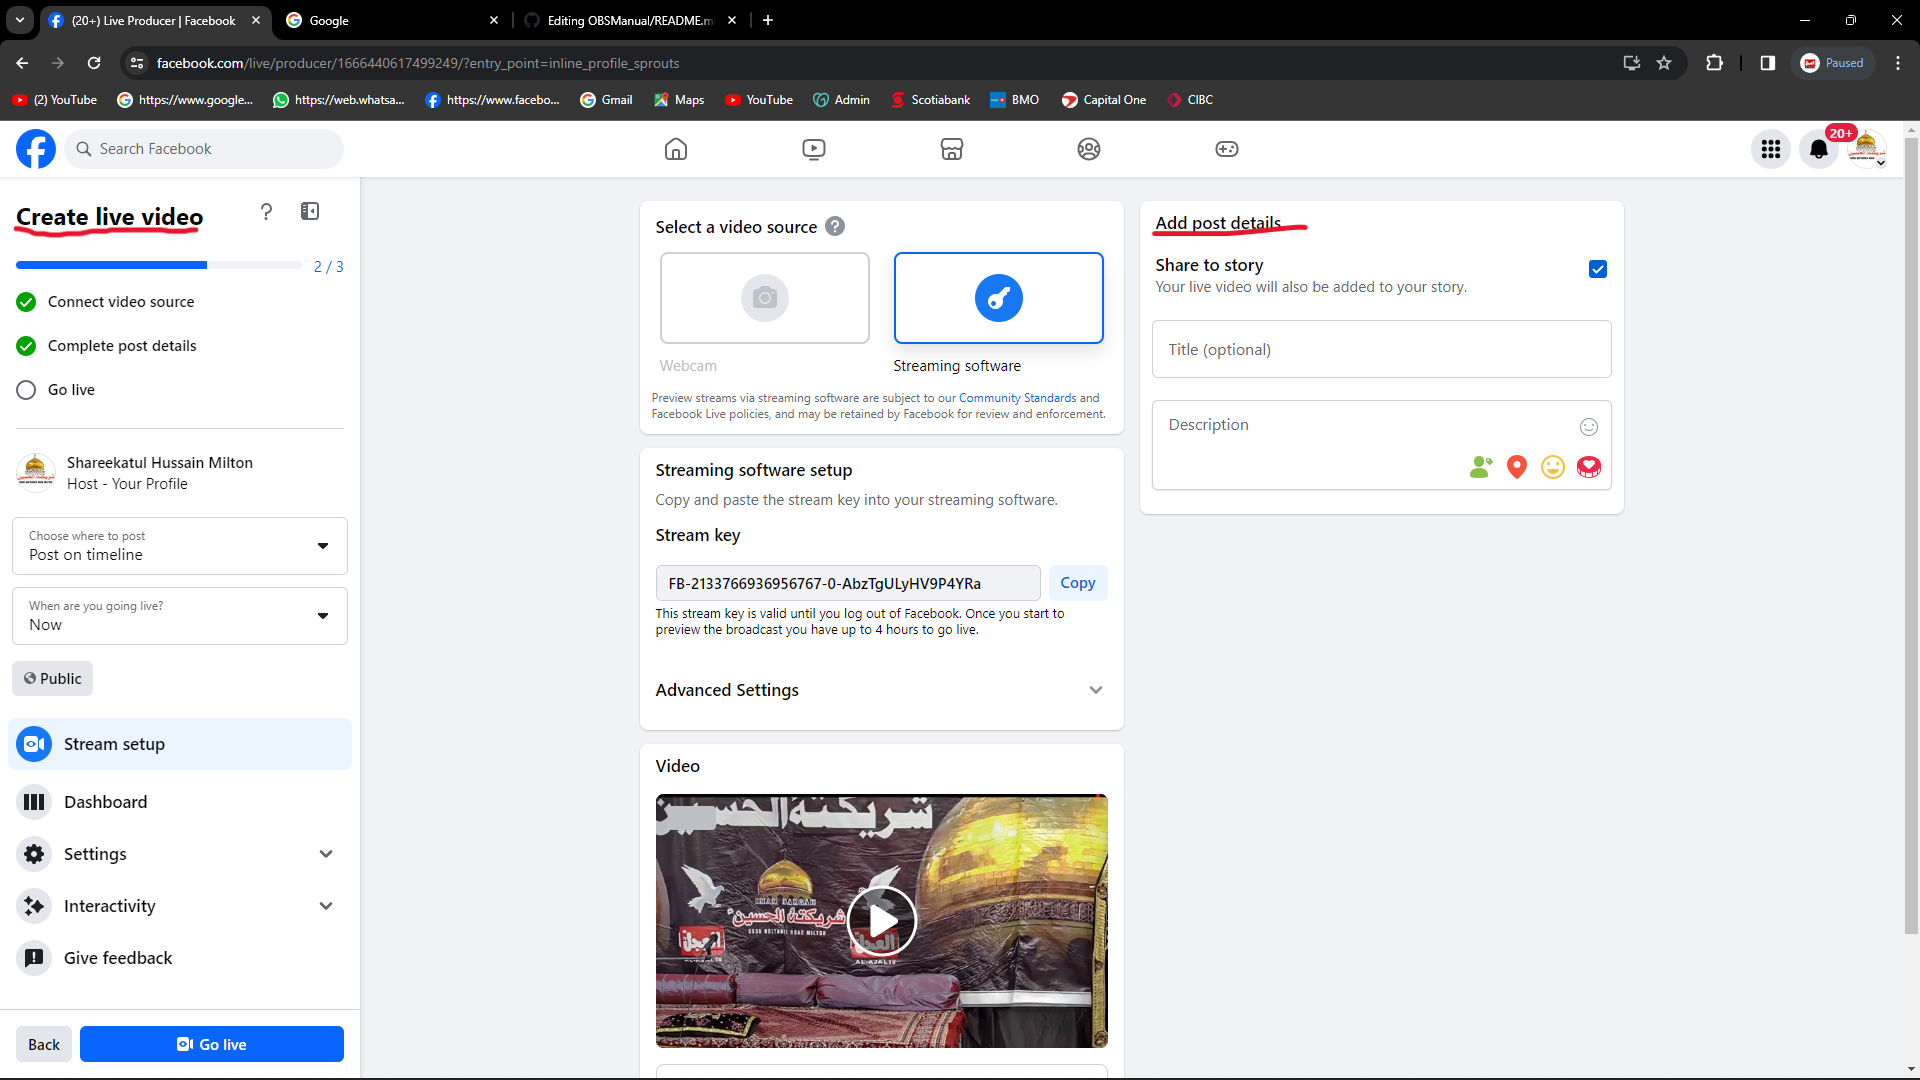 (20+) Live Producer | Facebook
Google
Editing OBSManual/README.m
facebook.com/live/producer/1666440617499249/?entry_point=inline_profile_sprouts
Paused
(2) YouTube
https://www.google...
https://web.whatsa...
https://www.facebo...
Gmail
Maps
YouTube
Admin
Scotiabank
BMO
Capital One
CIBC
Search Facebook
20+
Create live video
2 / 3
Connect video source
Complete post details
Go live
Shareekatul Hussain Milton
Host - Your Profile
Choose where to post
Post on timeline
When are you going live?
Now
Public
Stream setup
Dashboard
Settings
Interactivity
Give feedback
Back
Go live
Select a video source
Webcam
Streaming software
Preview streams via streaming software are subject to our Community Standards and
Facebook Live policies, and may be retained by Facebook for review and enforcement.
Streaming software setup
Copy and paste the stream key into your streaming software.
Stream key
FB-2133766936956767-0-AbzTgULyHV9P4YRa
Copy
This stream key is valid until you log out of Facebook. Once you start to
preview the broadcast you have up to 4 hours to go live.
Advanced Settings
Video
شريكتة الحسين
IMAM BARGAH
شريكتة الحسين
العجل
AL-AJAL TV
Add post details
Share to story
Your live video will also be added to your story.
Title (optional)
Description